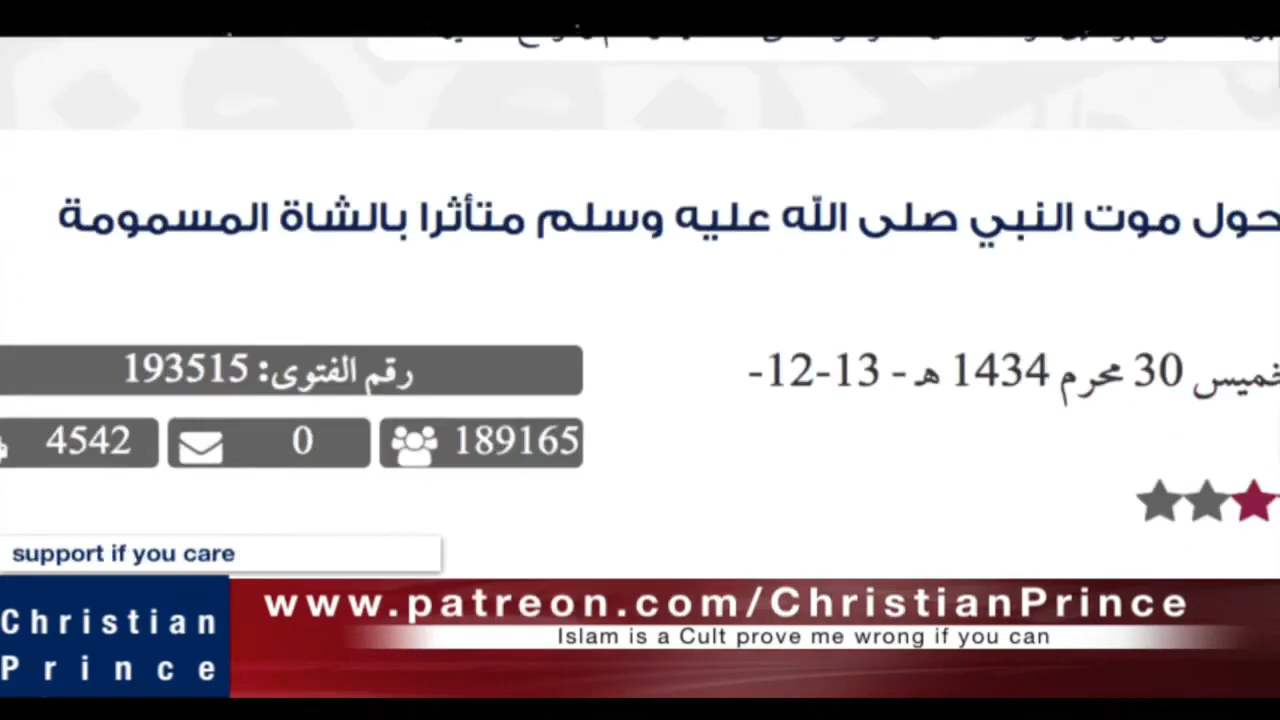 حول موت النبي صلى الله عليه وسلم متأثرا بالشاة المسمومة
30 محرم 1434 هـ - 13-12-
رقم الفتوى: 193515
189165
0
4542
support if you care
Christian Prince
www.patreon.com/ChristianPrince
Islam is a Cult prove me wrong if you can